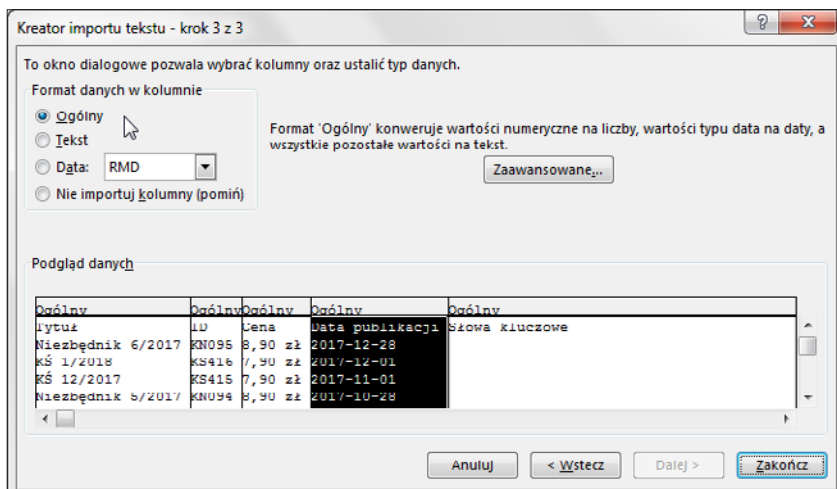 Kreator importu tekstu - krok 3 z 3
To okno dialogowe pozwala wybrać kolumny oraz ustalić typ danych.
Format danych w kolumnie
Ogólny
Tekst
Data: RMD
Nie importuj kolumny (pomiń)
Format 'Ogólny' konweruje wartości numeryczne na liczby, wartości typu data na daty, a
wszystkie pozostałe wartości na tekst.
Zaawansowane...
Podgląd danych
Ogólny Ogólny Ogólny Ogólny Ogólny
Tytuł ID Cena Data publikacji Słowa kluczowe
Niezbędnik 6/2017 KN095 8,90 zł 2017-12-28
KŚ 1/2018 KS416 7,90 zł 2017-12-01
KŚ 12/2017 KS415 7,90 zł 2017-11-01
Niezbędnik 5/2017 KN094 8,90 zł 2017-10-28
Anuluj < Wstecz Dalej > Zakończ